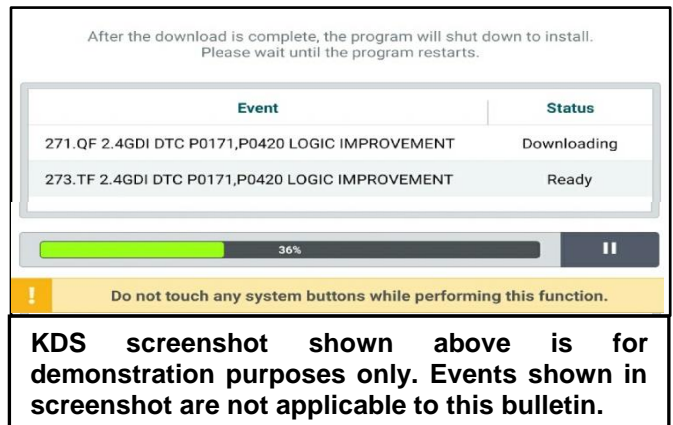 After the download is complete, the program will shut down to install.
Please wait until the program restarts.
Event Status
271.QF 2.4GDI DTC P0171,P0420 LOGIC IMPROVEMENT Downloading
273.TF 2.4GDI DTC P0171,P0420 LOGIC IMPROVEMENT Ready
36%
! Do not touch any system buttons while performing this function.
KDS screenshot shown above is for
demonstration purposes only. Events shown in
screenshot are not applicable to this bulletin.